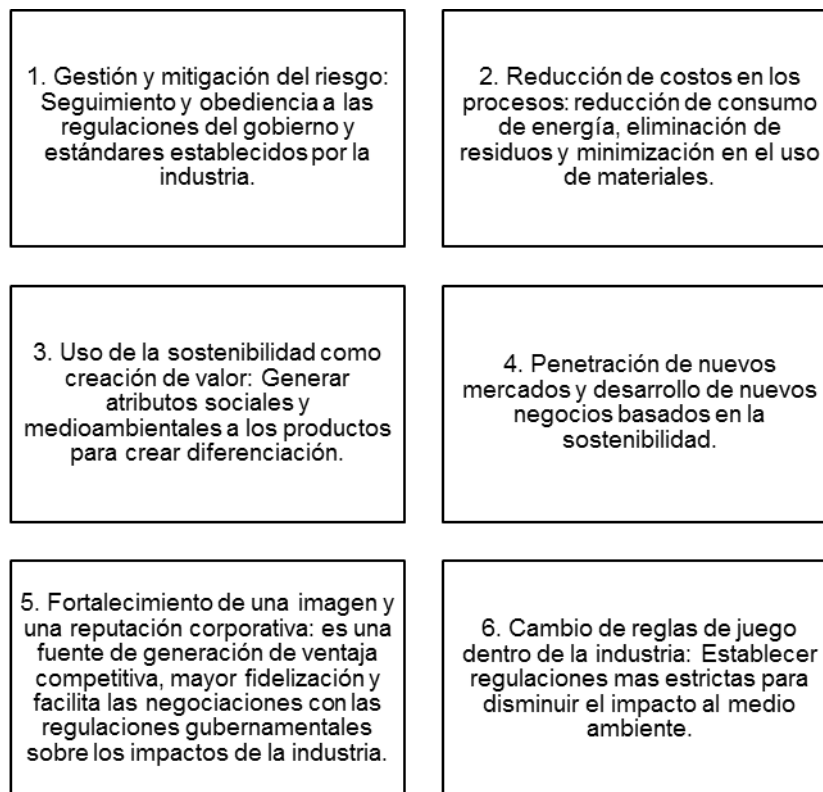 1. Gestión y mitigación del riesgo:
Seguimiento y obediencia a las
regulaciones del gobierno y
estándares establecidos por la
industria.
2. Reducción de costos en los
procesos: reducción de consumo
de energía, eliminación de
residuos y minimización en el uso
de materiales.
3. Uso de la sostenibilidad como
creación de valor: Generar
atributos sociales y
medioambientales a los productos
para crear diferenciación.
4. Penetración de nuevos
mercados y desarrollo de nuevos
negocios basados en la
sostenibilidad.
5. Fortalecimiento de una imagen y
una reputación corporativa: es una
fuente de generación de ventaja
competitiva, mayor fidelización y
facilita las negociaciones con las
regulaciones gubernamentales
sobre los impactos de la industria.
6. Cambio de reglas de juego
dentro de la industria: Establecer
regulaciones mas estrictas para
disminuir el impacto al medio
ambiente.